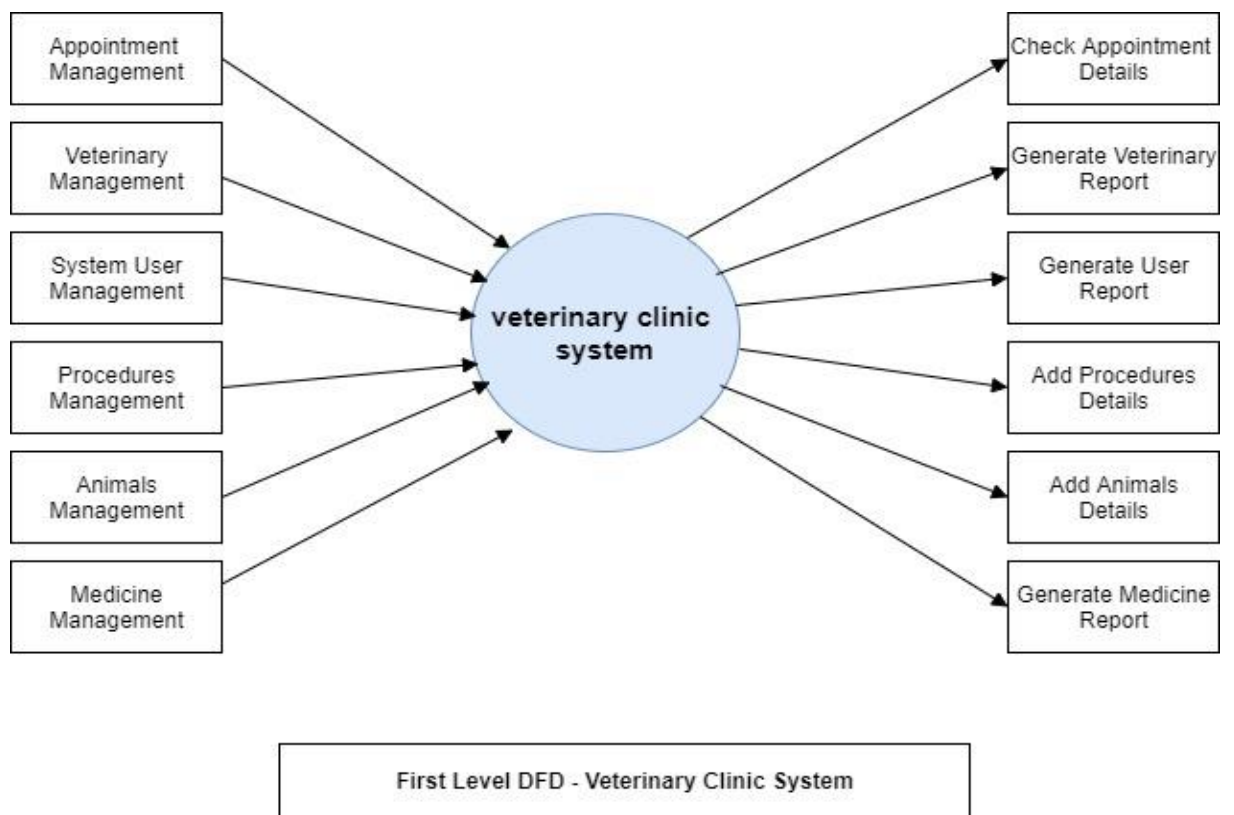 Appointment
Management
Veterinary
Management
System User
Management
Procedures
Management
Animals
Management
Medicine
Management
veterinary clinic
system
Check Appointment
Details
Generate Veterinary
Report
Generate User
Report
Add Procedures
Details
Add Animals
Details
Generate Medicine
Report
First Level DFD - Veterinary Clinic System